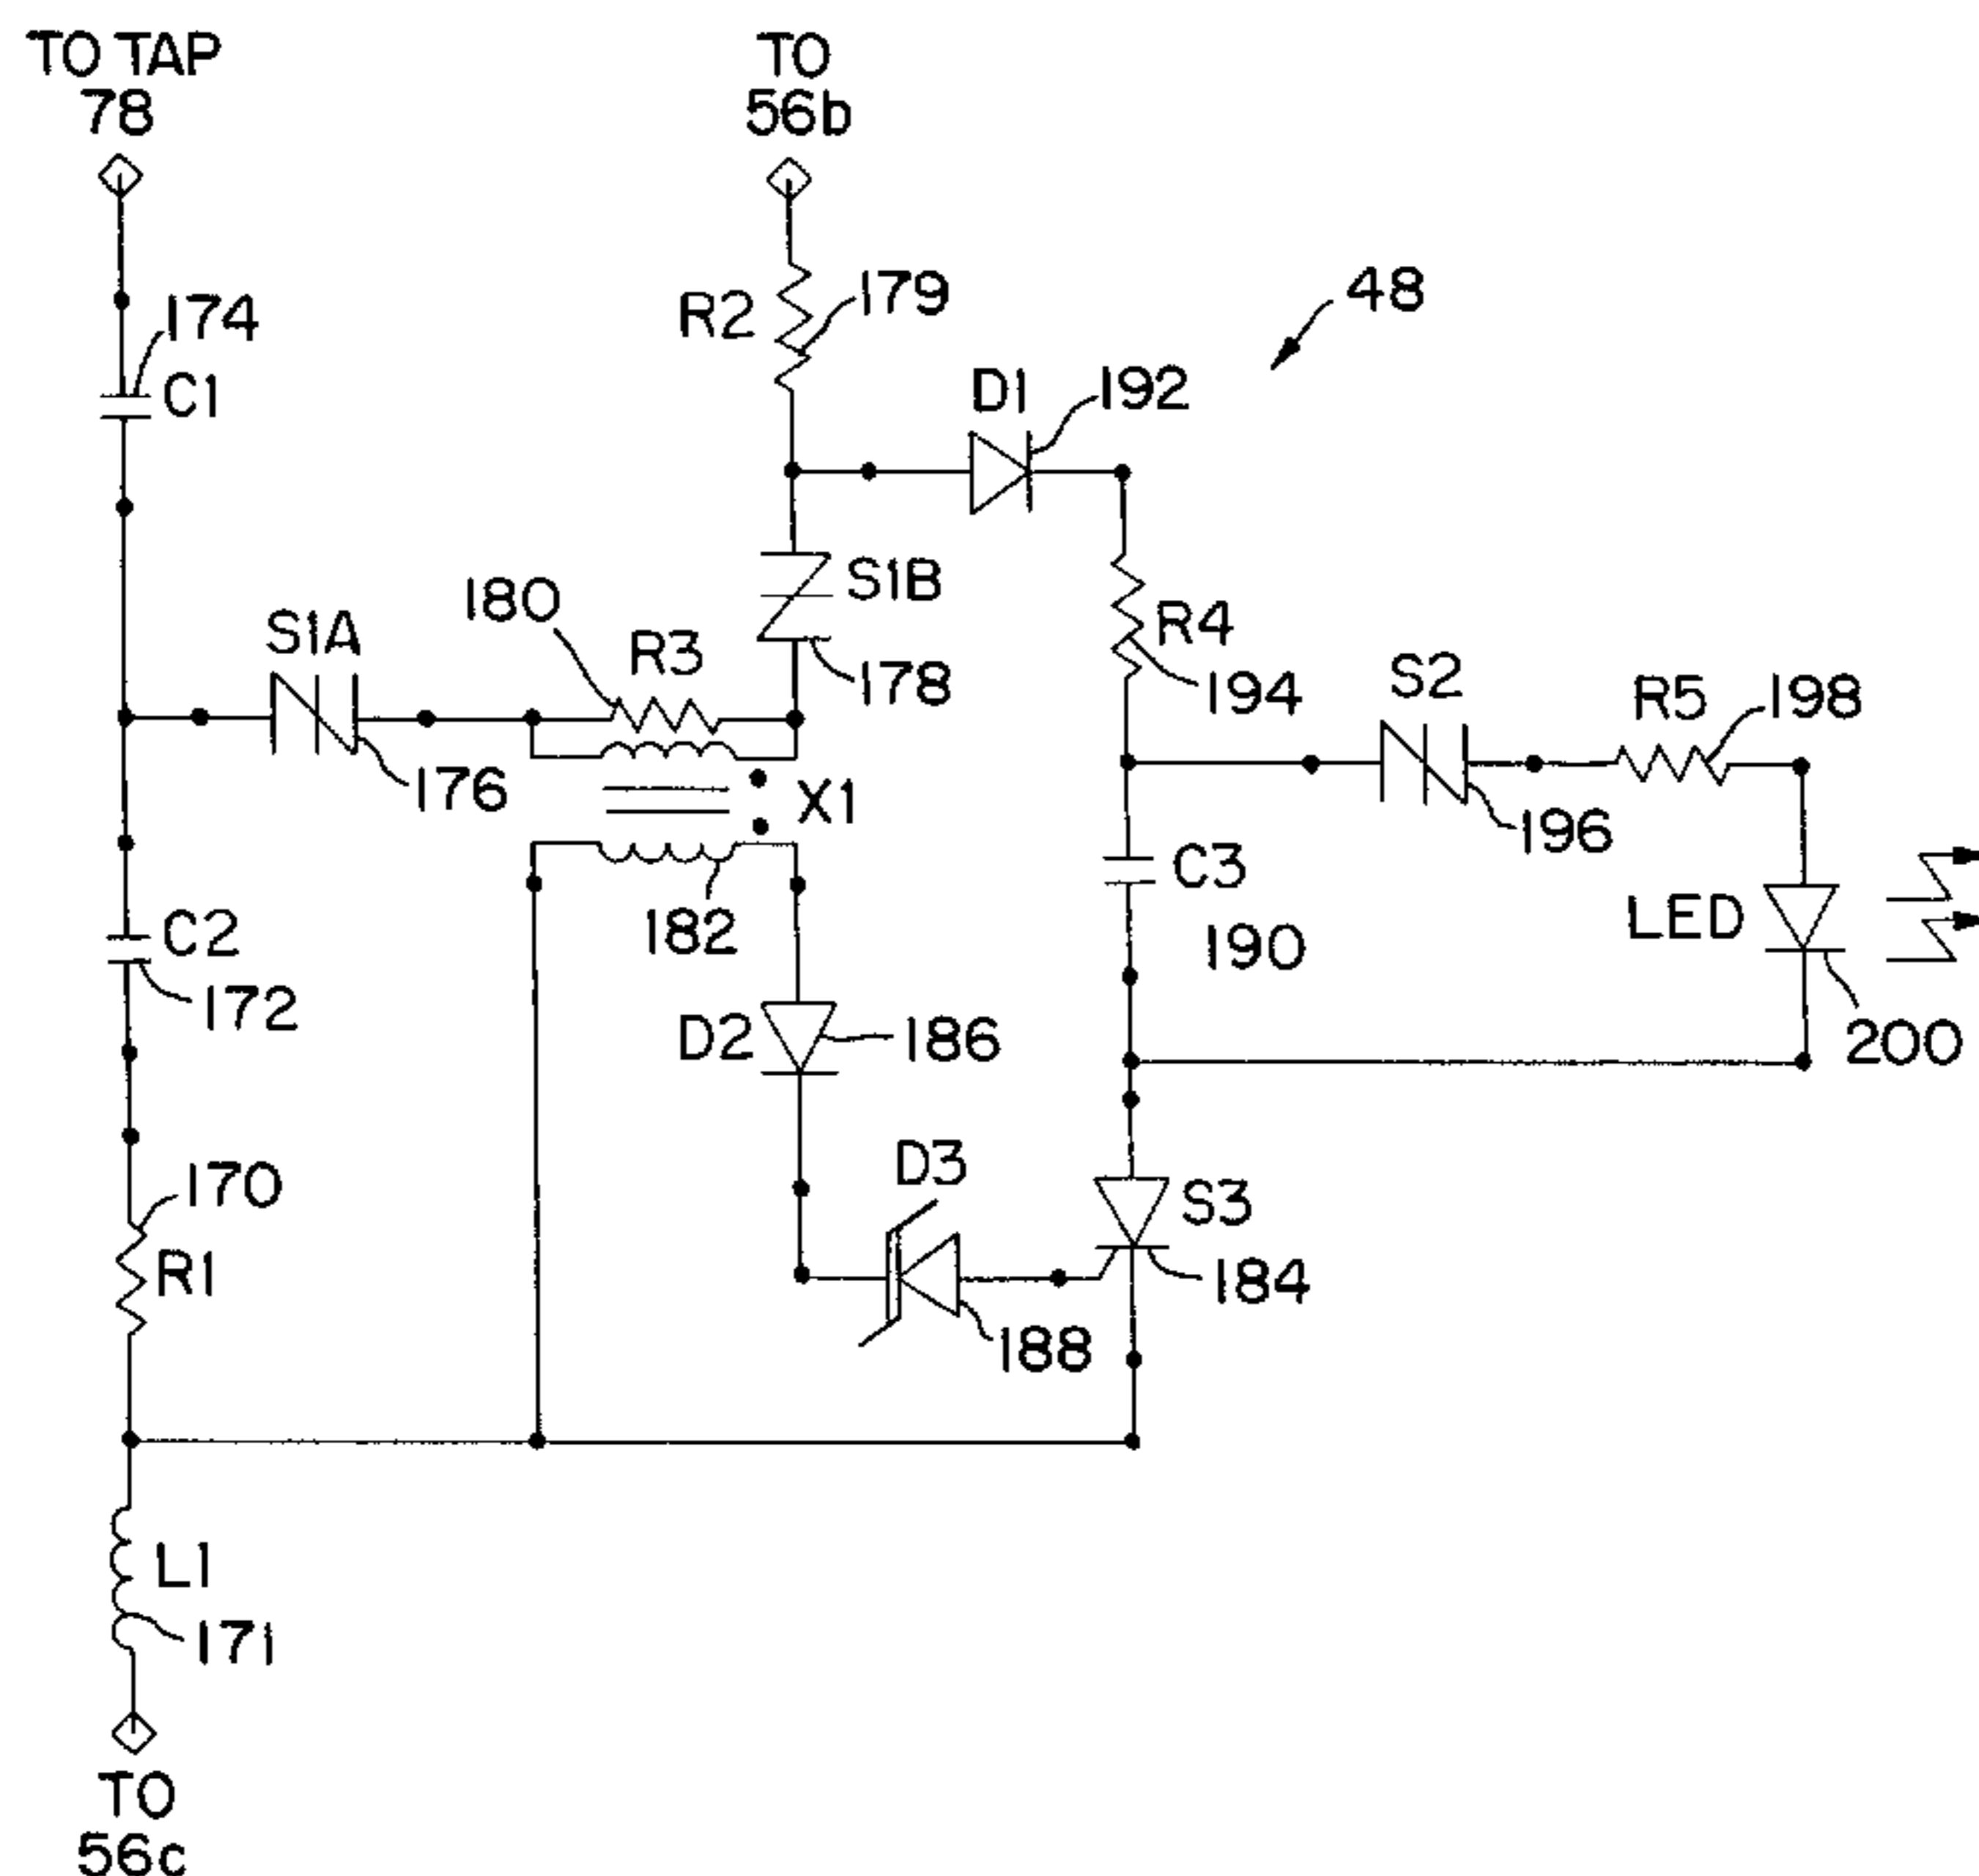 TO TAP
78
TO
56b
48
174
C1
R2
179
D1
192
S1A
176
180
R3
S1B
178
R4
194
S2
196
R5
198
X1
182
C3
190
LED
200
C2
172
D2
186
170
R1
D3
188
S3
184
L1
171
TO
56c